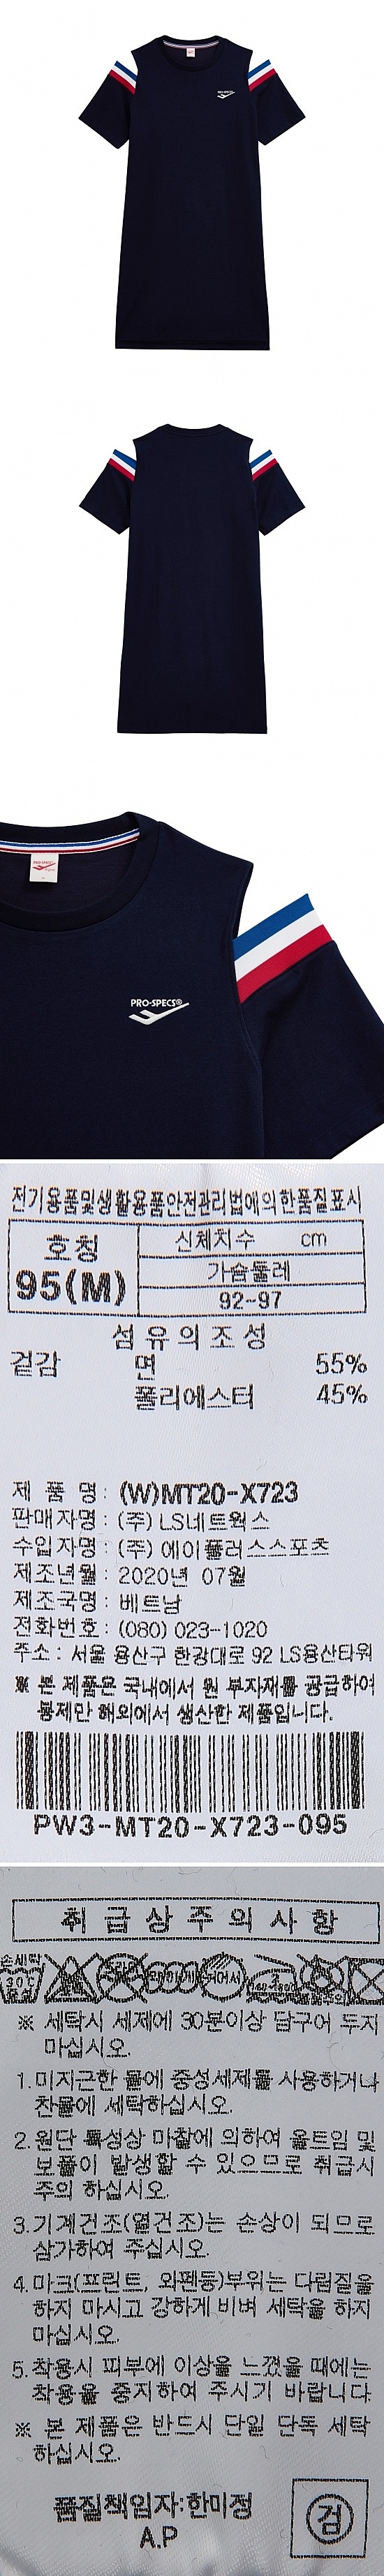 PRO-SPECS
PRO-SPECS®
전기용품및생활용품안전관리법에의한품질표시
호칭
95(M)
신체치수 cm
가슴둘레
92-97
섬유의조성
겉감 면 55%
폴리에스터 45%
제 품 명 : (W)MT20-X723
판매자명 : (주) LS네트웍스
수입자명 : (주) 에이플러스스포츠
제조년월 : 2020년 07월
제조국명 : 베트남
전화번호 : (080) 023-1020
주소 : 서울 용산구 한강대로 92 LS용산타워
※ 본 제품은 국내에서 원 부자재를 공급하여
봉제만 해외에서 생산한 제품입니다.
PW3-MT20-X723-095
취급상주의사항
손세탁
30℃
※ 세탁시 세제에 30분이상 담구어 두지
마십시오.
1. 미지근한 물에 중성세제를 사용하거나
찬물에 세탁하십시오.
2. 원단 특성상 마찰에 의하여 올트임 및
보풀이 발생할 수 있으므로 취급시
주의 하십시오.
3. 기계건조(열건조)는 손상이 되므로
삼가하여 주십시오.
4. 마크(프린트, 와펜등)부위는 다림질을
하지 마시고 강하게 비벼 세탁을 하지
마십시오.
5. 착용시 피부에 이상을 느꼈을 때에는
착용을 중지하여 주시기 바랍니다.
※ 본 제품은 반드시 단일 단독 세탁
하십시오.
품질책임자:한미정
A.P
검